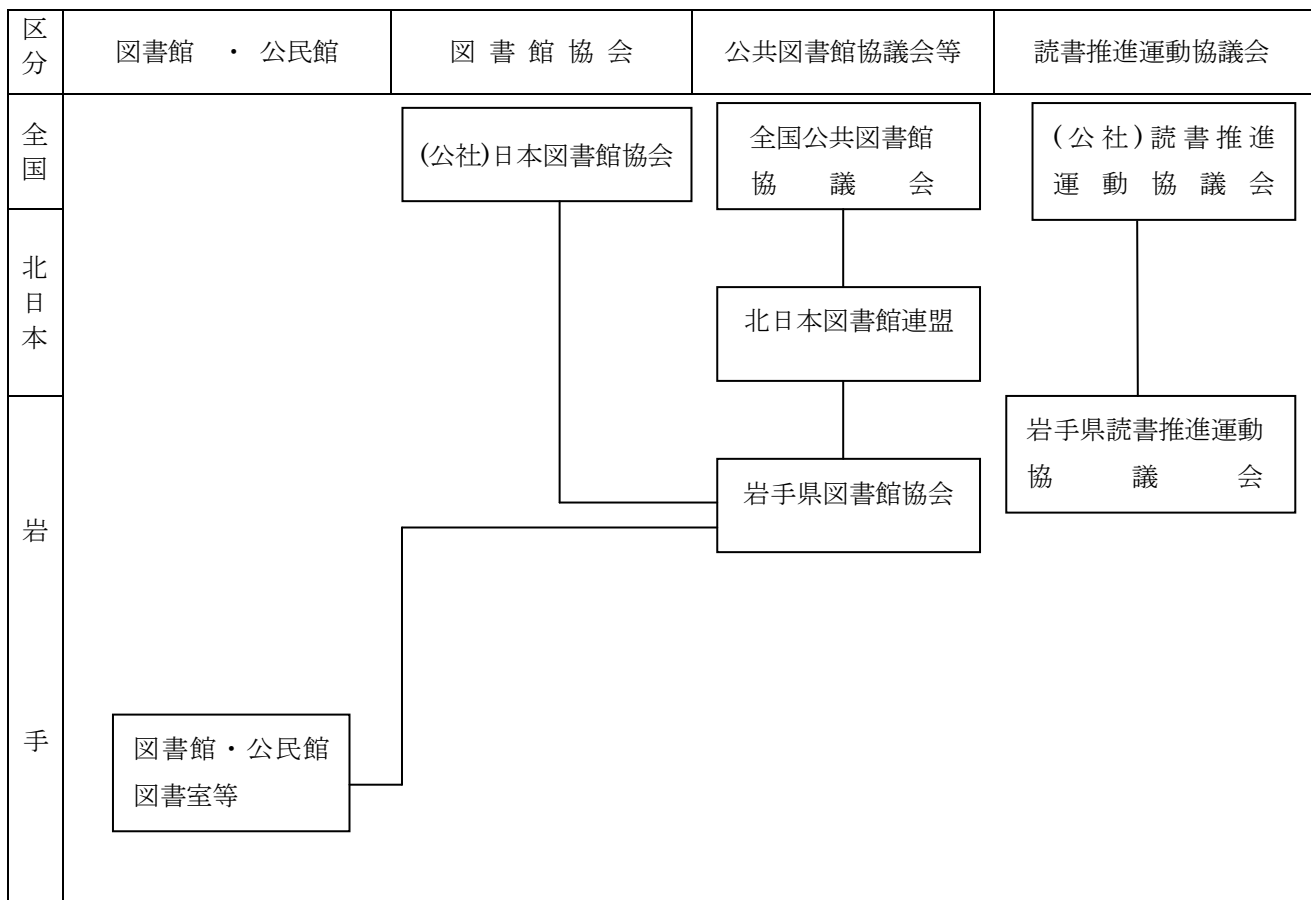 区分
図書館 ・ 公民館
図書館協会
公共図書館協議会等
読書推進運動協議会
全国
(公社)日本図書館協会
全国公共図書館
協議会
(公社)読書推進
運動協議会
北日本
北日本図書館連盟
岩手
岩手県読書推進運動
協議会
岩手県図書館協会
図書館・公民館
図書室等